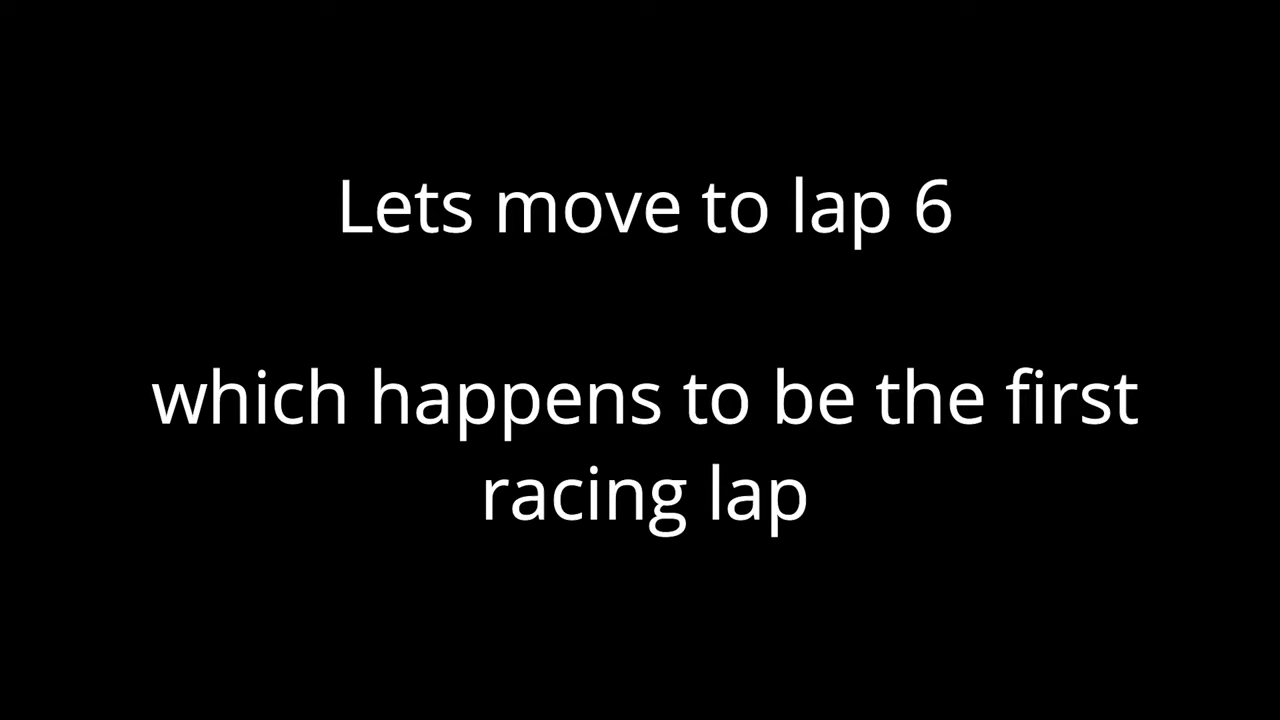 Lets move to lap 6
which happens to be the first
racing lap